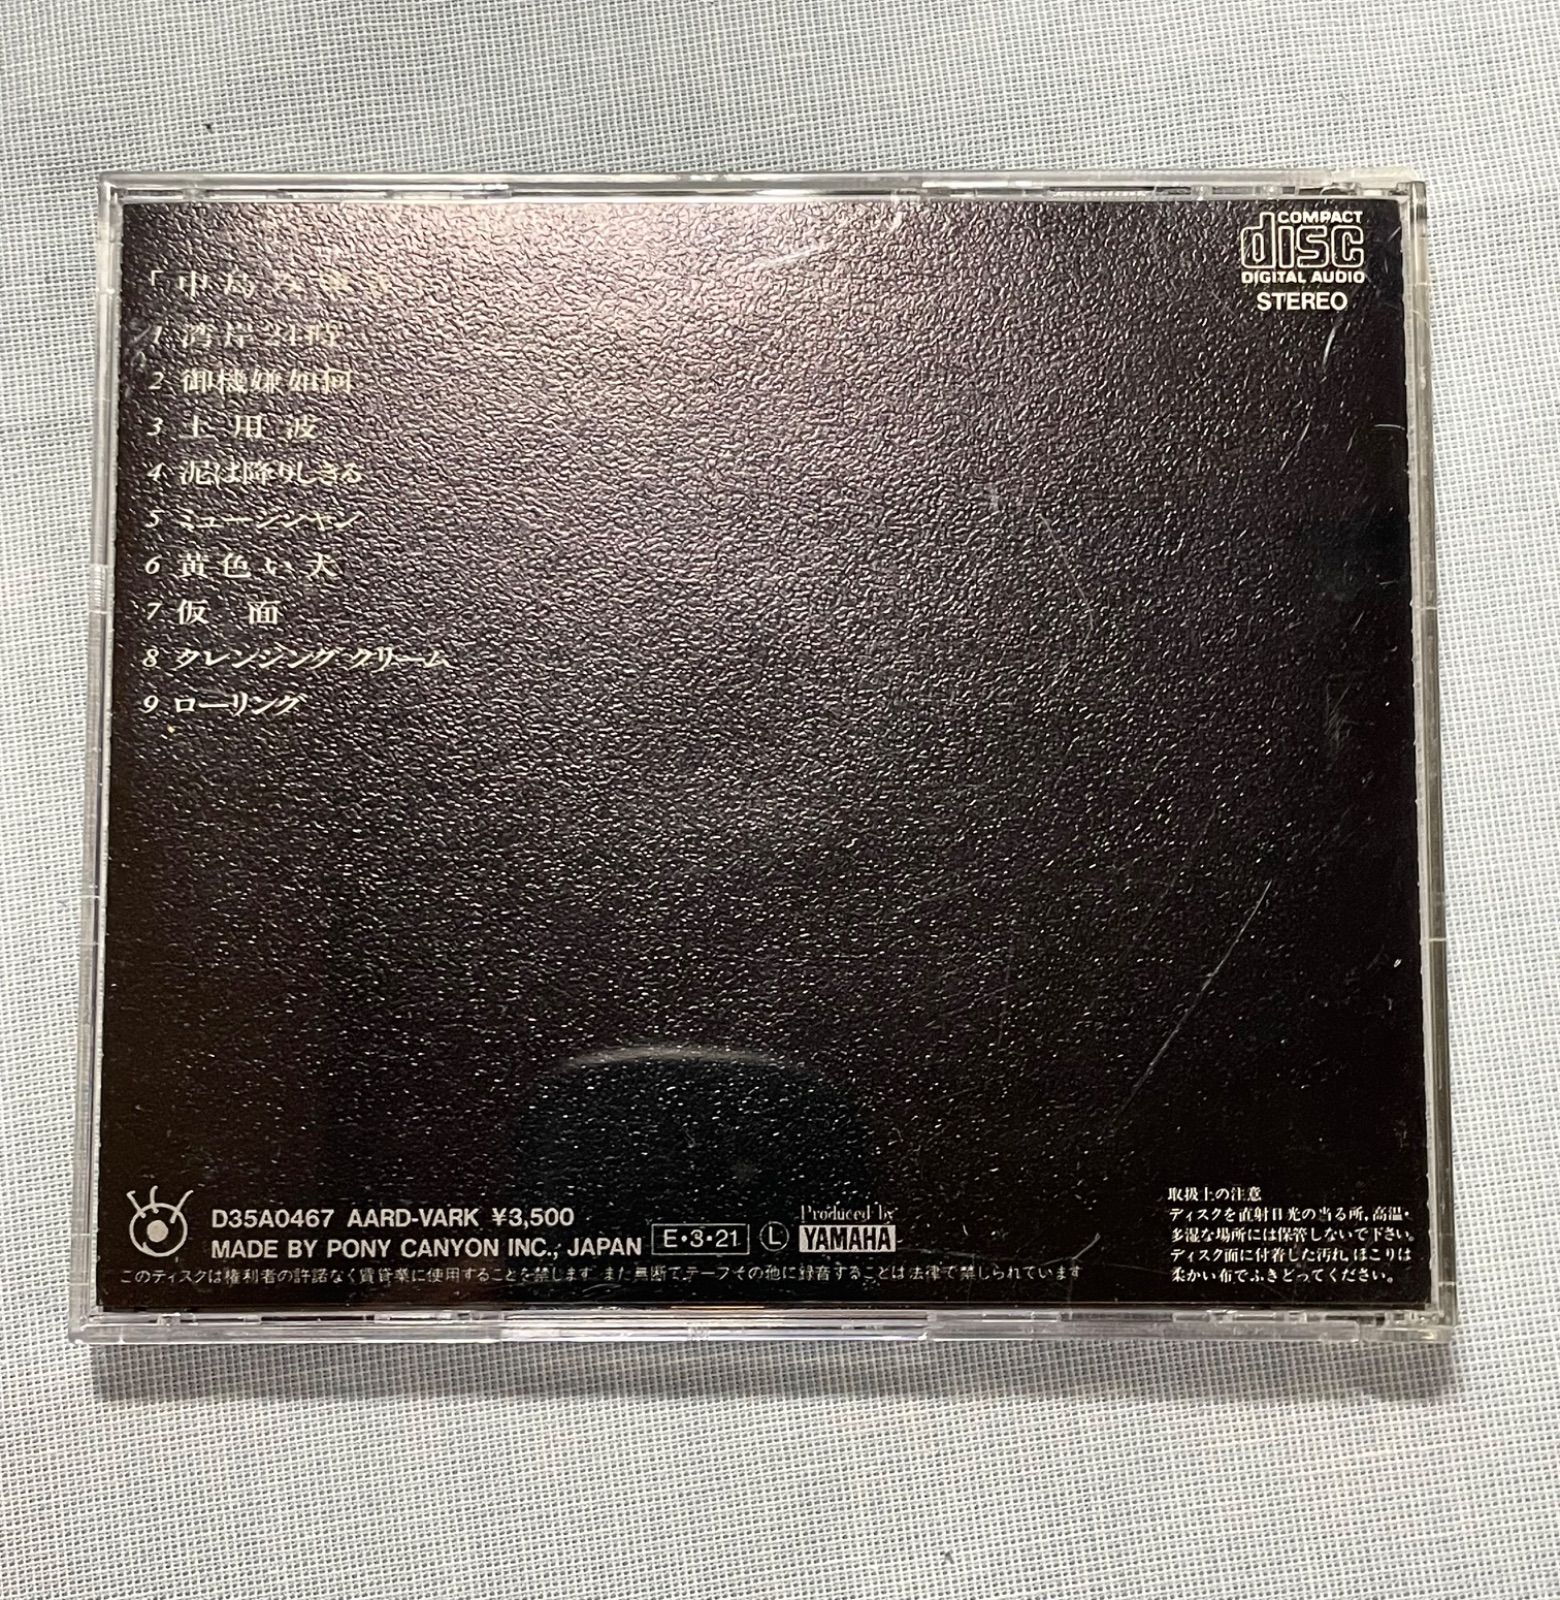 「中島みゆき」
1 湾岸24時
2 御機嫌如何
3 土用波
4 泥は降りしきる
5 ミュージシャン
6 黄色い犬
7 仮面
8 クレンジング クリーム
9 ローリング
COMPACT
disc
DIGITAL AUDIO
STEREO
D35A0467 AARD-VARK ¥3,500
MADE BY PONY CANYON INC., JAPAN
E・3・21
L
Produced by
YAMAHA
このディスクは権利者の許諾なく賃貸業に使用することを禁じます。また無断でテープその他に録音することは法律で禁じられています
取扱上の注意
ディスクを直射日光の当る所、高温・
多湿な場所には保管しないで下さい。
ディスク面に付着した汚れ、ほこりは
柔かい布でふきとってください。